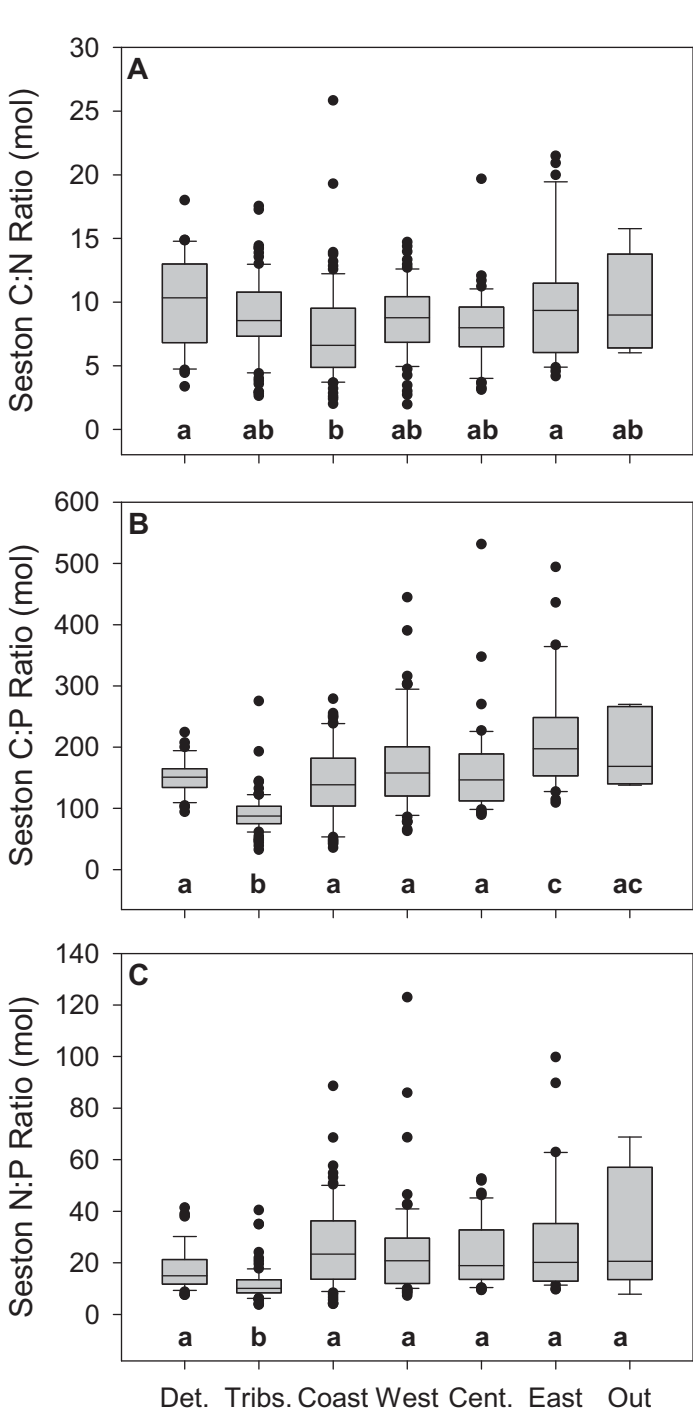 A
Seston C:N Ratio (mol)
30
25
20
15
10
5
0
a ab b ab ab a ab
B
Seston C:P Ratio (mol)
600
500
400
300
200
100
0
a b a a a c ac
C
Seston N:P Ratio (mol)
140
120
100
80
60
40
20
0
a b a a a a a
Det. Tribs. Coast West Cent. East Out